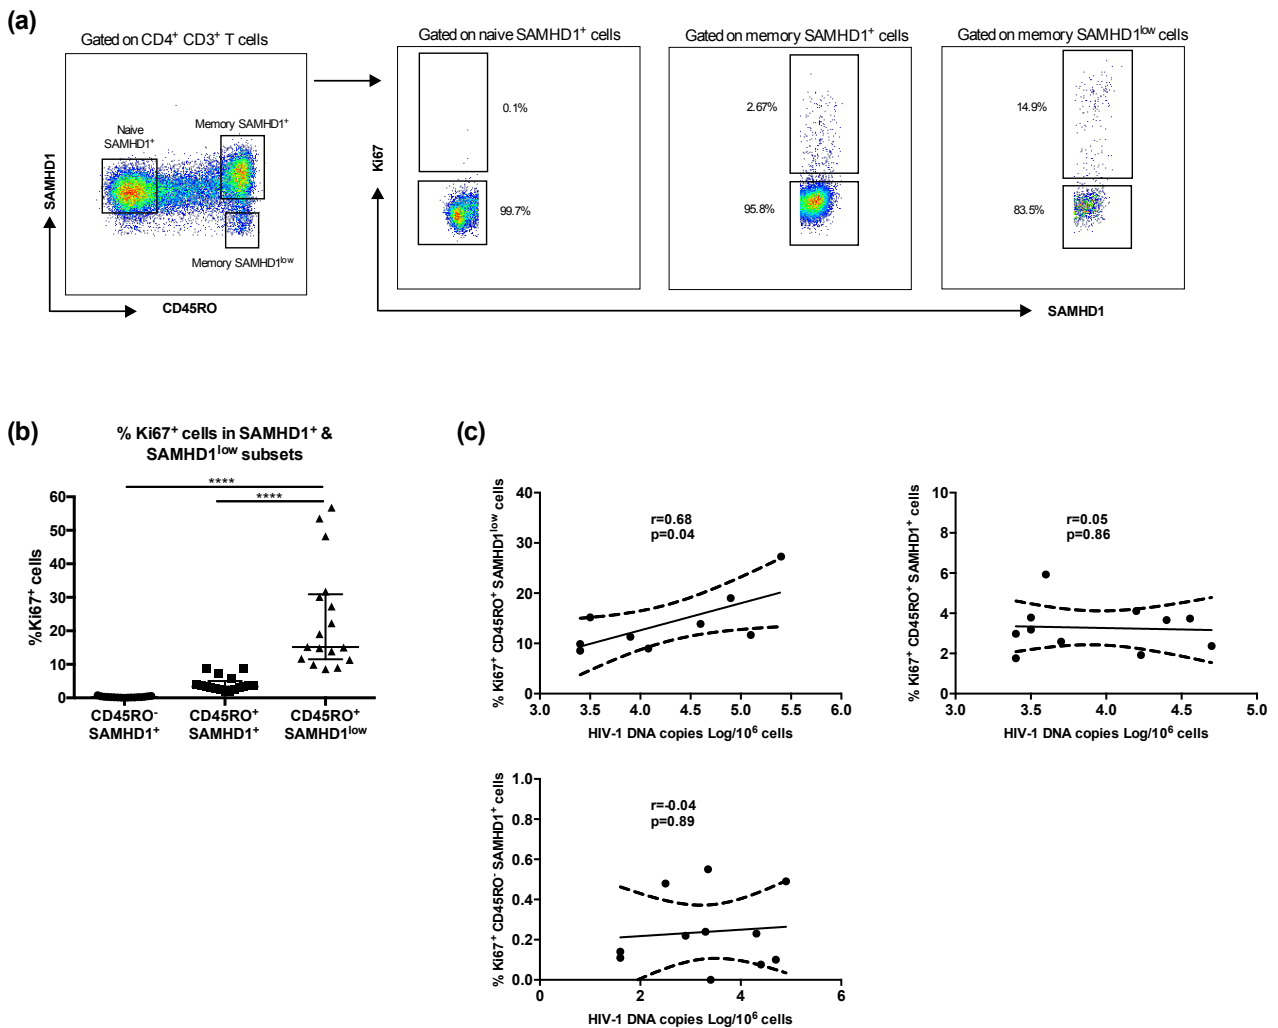 (a)
Gated on CD4+ CD3+ T cells
Gated on naive SAMHD1+ cells
Gated on memory SAMHD1+ cells
Gated on memory SAMHD1low cells
Naive
SAMHD1+
Memory SAMHD1+
Memory SAMHD1low
SAMHD1
CD45RO
Ki67
0.1%
99.7%
2.67%
95.8%
14.9%
83.5%
SAMHD1
(b)
% Ki67+ cells in SAMHD1+ &
SAMHD1low subsets
****
****
%Ki67+ cells
60
50
40
30
20
10
0
CD45RO-
SAMHD1+
CD45RO+
SAMHD1+
CD45RO+
SAMHD1low
(c)
% Ki67+ CD45RO+ SAMHD1low cells
40
30
20
10
0
r=0.68
p=0.04
3.0 3.5 4.0 4.5 5.0 5.5 6.0
HIV-1 DNA copies Log/106 cells
% Ki67+ CD45RO+ SAMHD1+ cells
10
8
6
4
2
0
r=0.05
p=0.86
3.0 3.5 4.0 4.5 5.0
HIV-1 DNA copies Log/106 cells
% Ki67+ CD45RO- SAMHD1+ cells
1.0
0.8
0.6
0.4
0.2
0.0
r=-0.04
p=0.89
0 2 4 6
HIV-1 DNA copies Log/106 cells